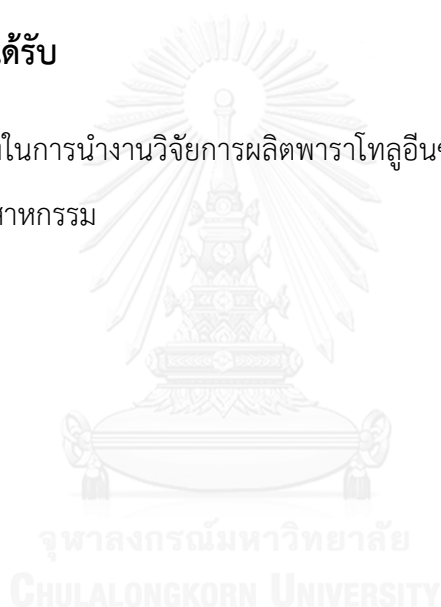 ด้รับ
ในการนำงานวิจัยการผลิตพาราโทลูอีน
สาหกรรม
จุฬาลงกรณ์มหาวิทยาลัย
CHULALONGKORN UNIVERSITY